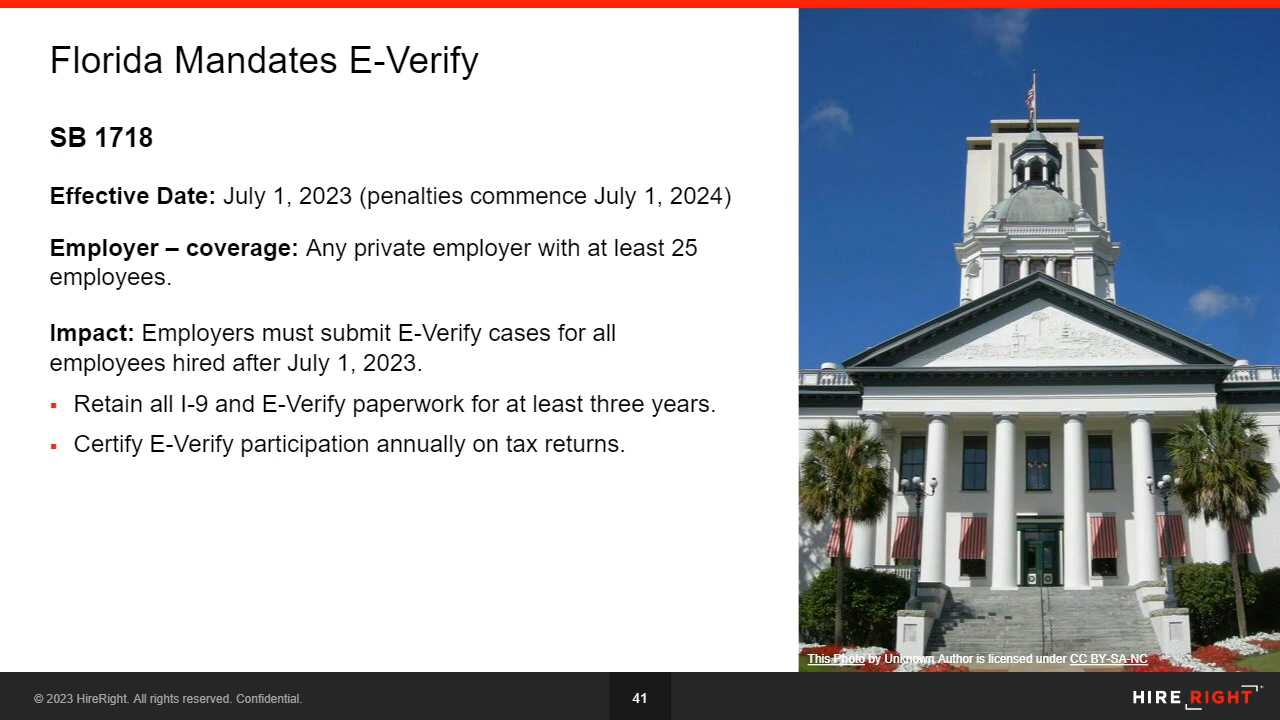 Florida Mandates E-Verify
SB 1718
Effective Date: July 1, 2023 (penalties commence July 1, 2024)
Employer – coverage: Any private employer with at least 25
employees.
Impact: Employers must submit E-Verify cases for all
employees hired after July 1, 2023.
▪ Retain all I-9 and E-Verify paperwork for at least three years.
▪ Certify E-Verify participation annually on tax returns.
This Photo by Unknown Author is licensed under CC BY-SA-NC
© 2023 HireRight. All rights reserved. Confidential.
41
HIRE RIGHT